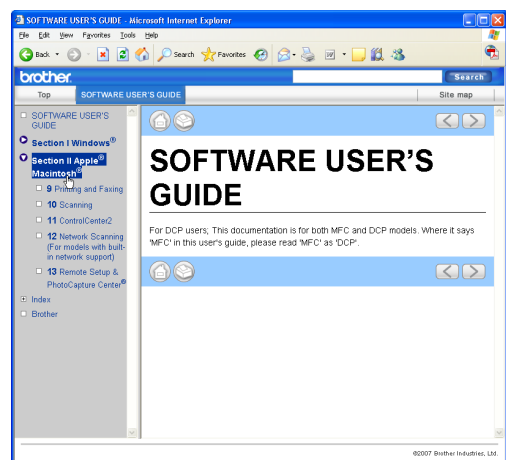 SOFTWARE USER'S GUIDE - Microsoft Internet Explorer
File Edit View Favorites Tools Help
Back Search Favorites
brother. Search
Top SOFTWARE USER'S GUIDE Site map
SOFTWARE USER'S
GUIDE
Section I Windows®
Section II Apple®
Macintosh®
9 Printing and Faxing
10 Scanning
11 ControlCenter2
12 Network Scanning
(For models with built-
in network support)
13 Remote Setup &
PhotoCapture Center®
Index
Brother
SOFTWARE USER’S
GUIDE
For DCP users; This documentation is for both MFC and DCP models. Where it says
'MFC' in this user's guide, please read 'MFC' as 'DCP'.
©2007 Brother Industries, Ltd.